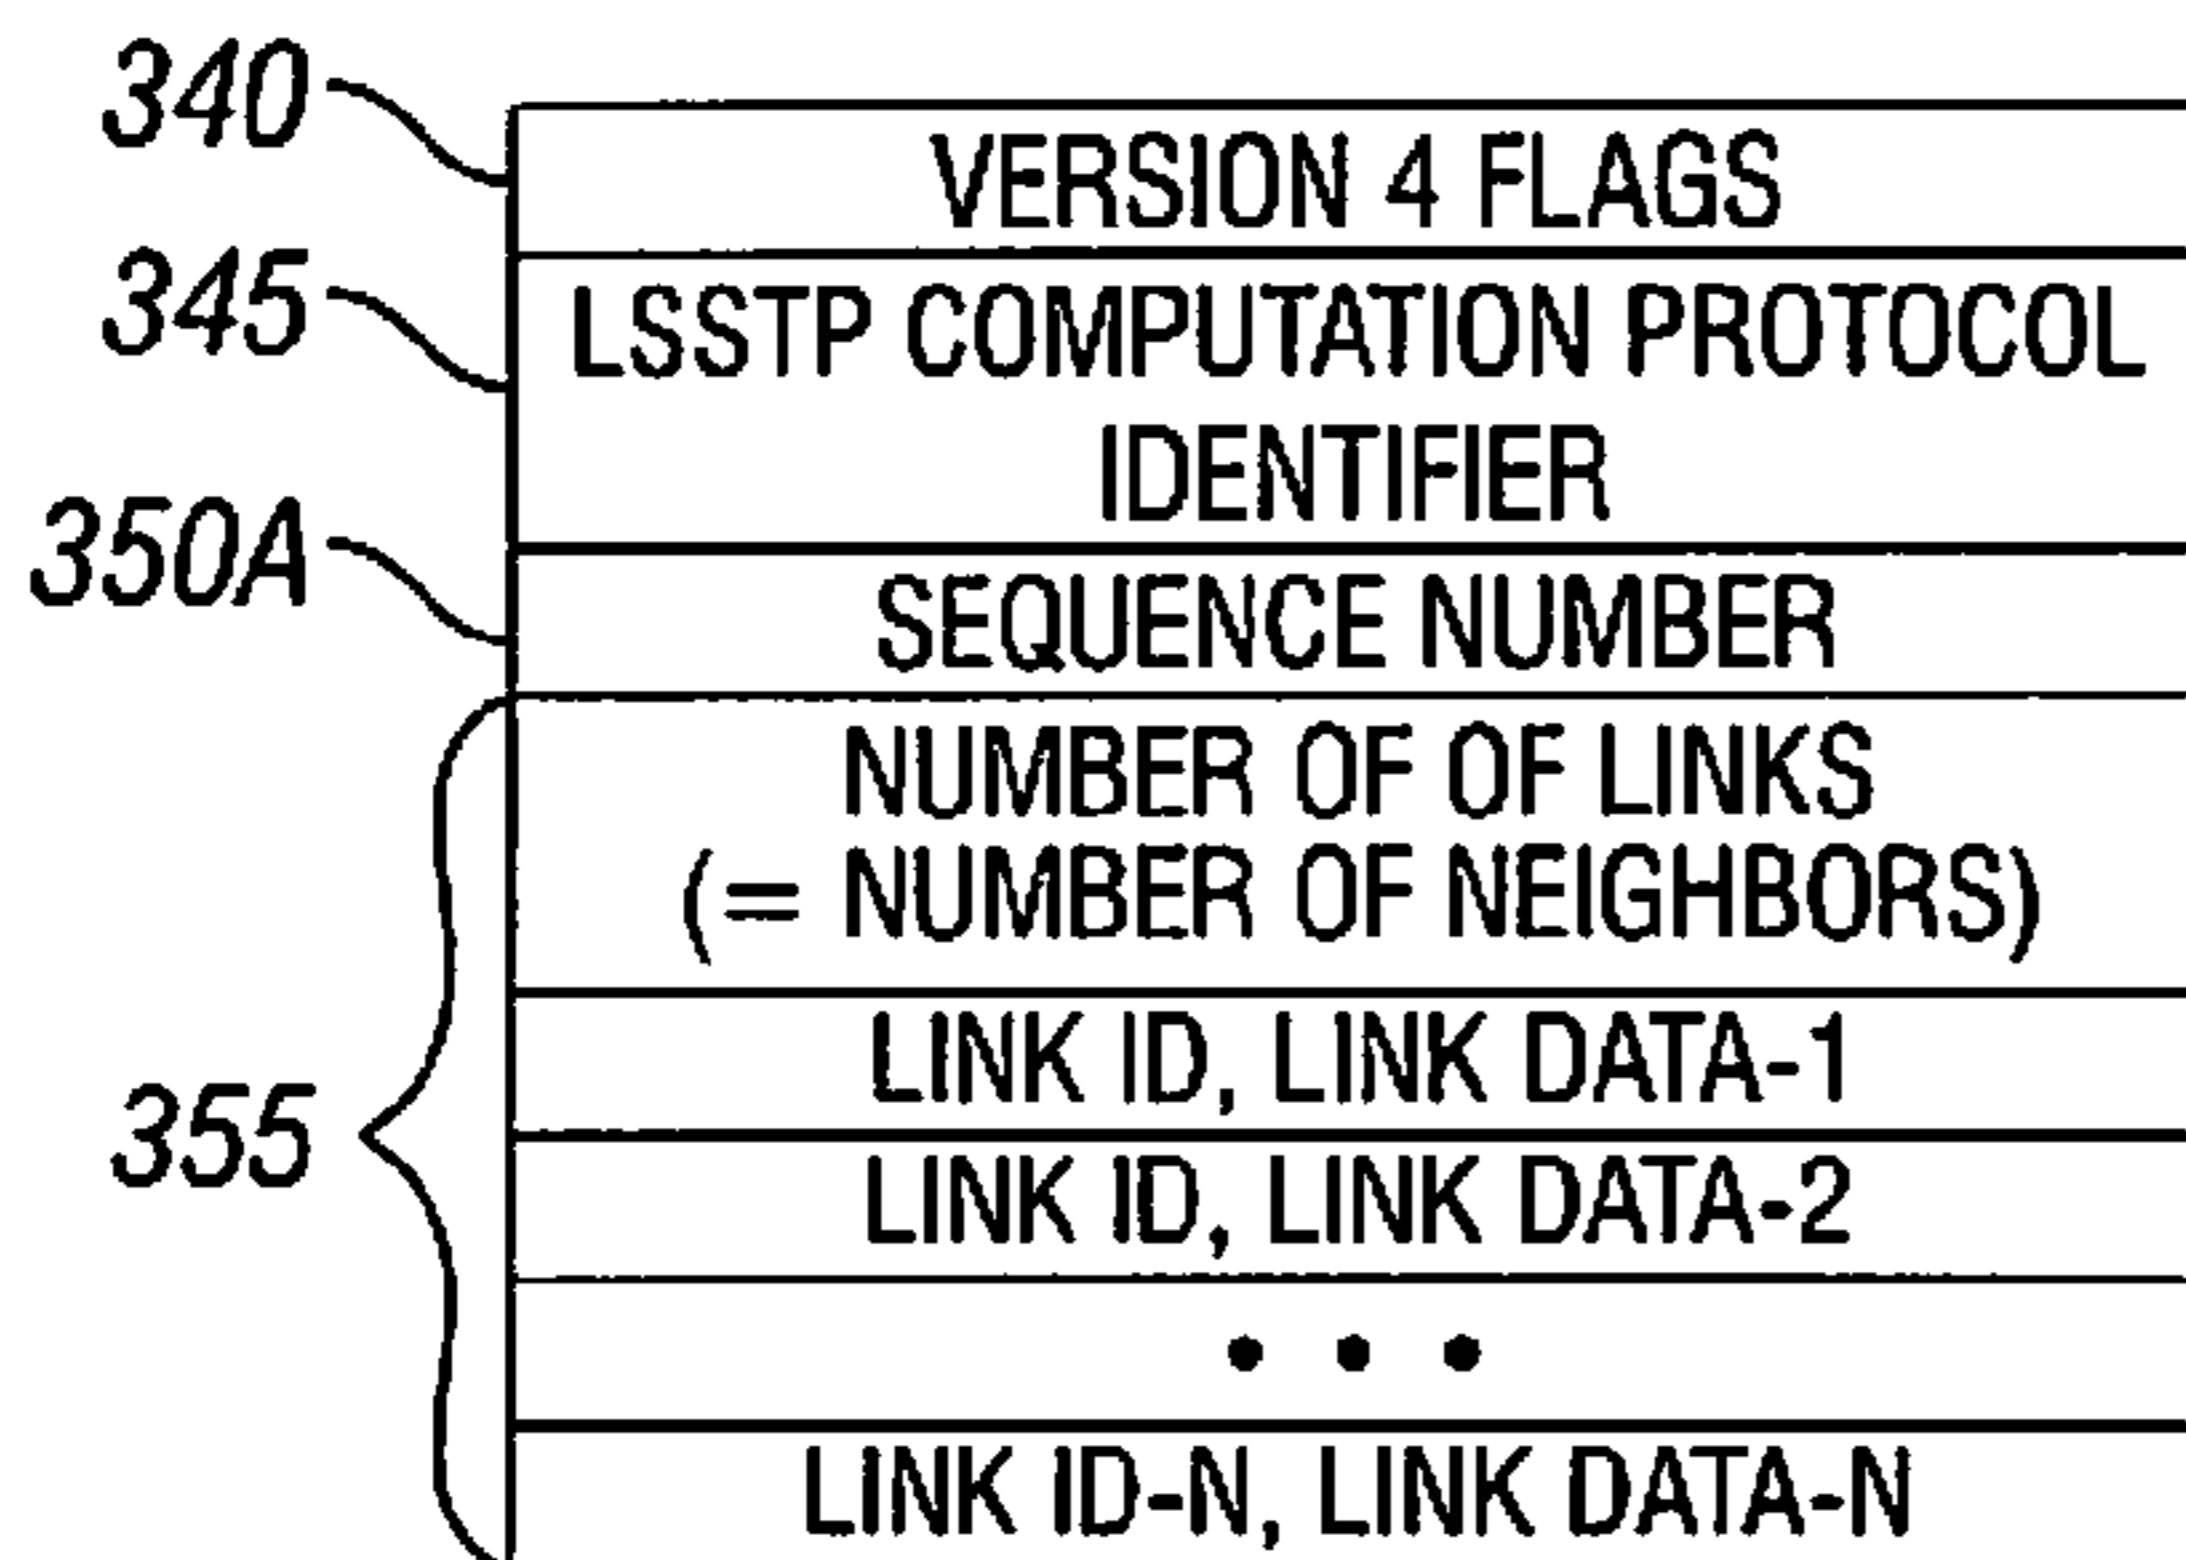 340
VERSION 4 FLAGS
345
LSSTP COMPUTATION PROTOCOL
IDENTIFIER
350A
SEQUENCE NUMBER
NUMBER OF OF LINKS
(= NUMBER OF NEIGHBORS)
355
LINK ID, LINK DATA-1
LINK ID, LINK DATA-2
• • •
LINK ID-N, LINK DATA-N